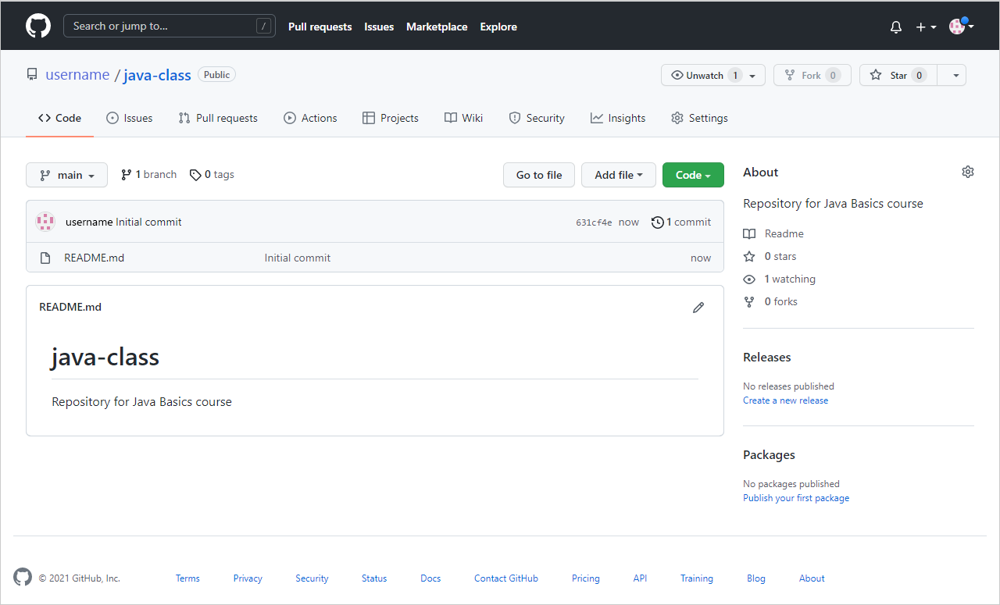 Search or jump to... / Pull requests Issues Marketplace Explore
username / java-class Public Unwatch 1 Fork 0 Star 0
Code Issues Pull requests Actions Projects Wiki Security Insights Settings
main 1 branch 0 tags Go to file Add file Code
username Initial commit 631cf4e now 1 commit
README.md Initial commit now
README.md
java-class
Repository for Java Basics course
About
Repository for Java Basics course
Readme
0 stars
1 watching
0 forks
Releases
No releases published
Create a new release
Packages
No packages published
Publish your first package
© 2021 GitHub, Inc. Terms Privacy Security Status Docs Contact GitHub Pricing API Training Blog About